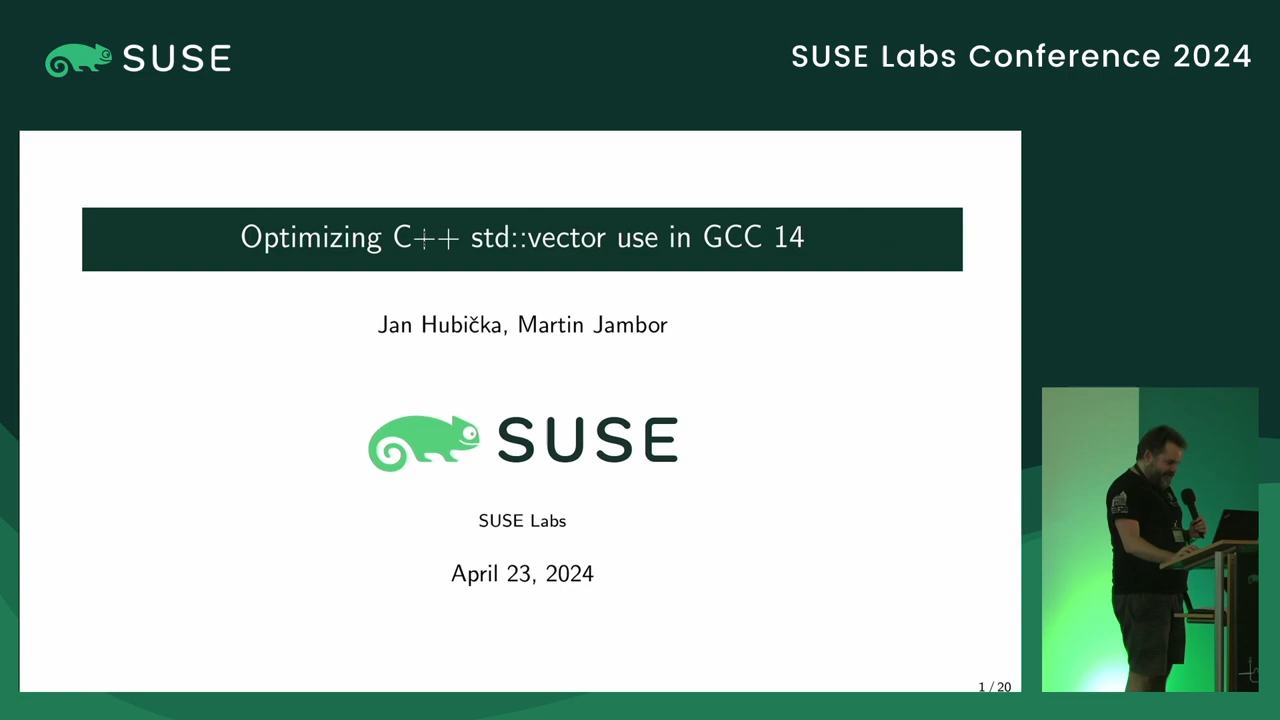 SUSE
SUSE Labs Conference 2024
Optimizing C++ std::vector use in GCC 14
Jan Hubička, Martin Jambor
SUSE
SUSE Labs
April 23, 2024
1 / 20